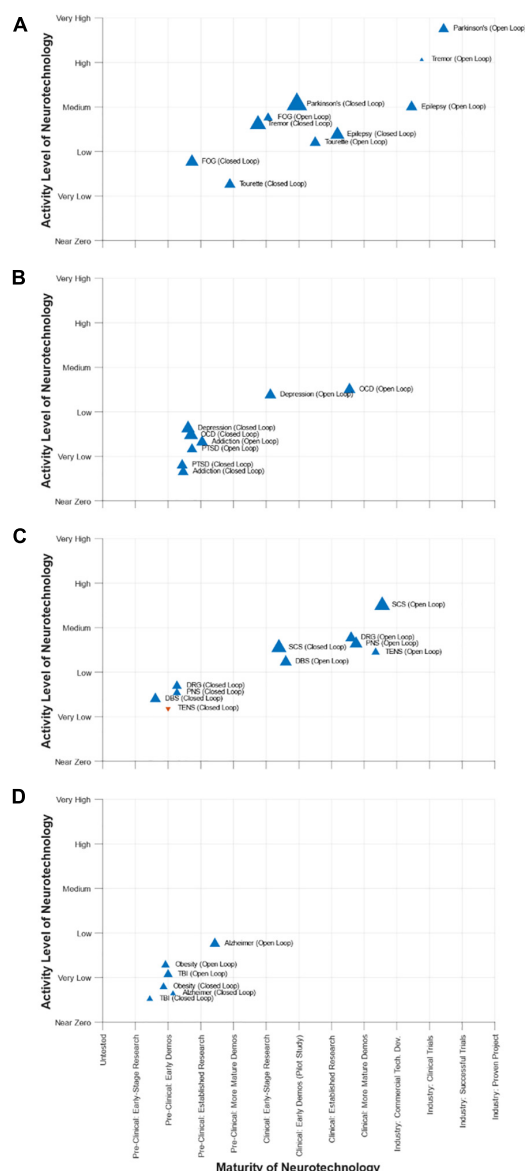 A
Activity Level of Neurotechnology
Very High
High
Medium
Low
Very Low
Near Zero
Parkinson's (Open Loop
Tremor (Open Loop)
Parkinson's (Closed Loop)
Epilepsy (Open Loop)
FOG (Open Loop)
Tremor (Closed Loop)
Epilepsy (Closed Loop)
Tourette (Open Loop)
FOG (Closed Loop)
Tourette (Closed Loop)
B
Activity Level of Neurotechnology
Very High
High
Medium
Low
Very Low
Near Zero
OCD (Open Loop)
Depression (Open Loop)
Depression (Closed Loop)
OCD (Closed Loop)
Addiction (Open Loop)
PTSD (Open Loop)
PTSD (Closed Loop)
Addiction (Closed Loop)
C
Activity Level of Neurotechnology
Very High
High
Medium
Low
Very Low
Near Zero
SCS (Open Loop)
DRG (Open Loop)
PNS (Open Loop)
SCS (Closed Loop)
TENS (Open Loop)
DBS (Open Loop)
DRG (Closed Loop)
PNS (Closed Loop)
DBS (Closed Loop)
TENS (Closed Loop)
D
Activity Level of Neurotechnology
Very High
High
Medium
Low
Very Low
Near Zero
Alzheimer (Open Loop)
Obesity (Open Loop)
TBI (Open Loop)
Obesity (Closed Loop)
Alzheimer (Closed Loop)
TBI (Closed Loop)
Untested
Pre-Clinical: Early-Stage Research
Pre-Clinical: Early Demos
Pre-Clinical: Established Research
Pre-Clinical: More Mature Demos
Clinical: Early-Stage Research
Clinical: Early Demos (Pilot Study)
Clinical: Established Research
Clinical: More Mature Demos
Industry: Commercial Tech. Dev.
Industry: Clinical Trials
Industry: Successful Trials
Industry: Proven Project
Maturity of Neurotechnology